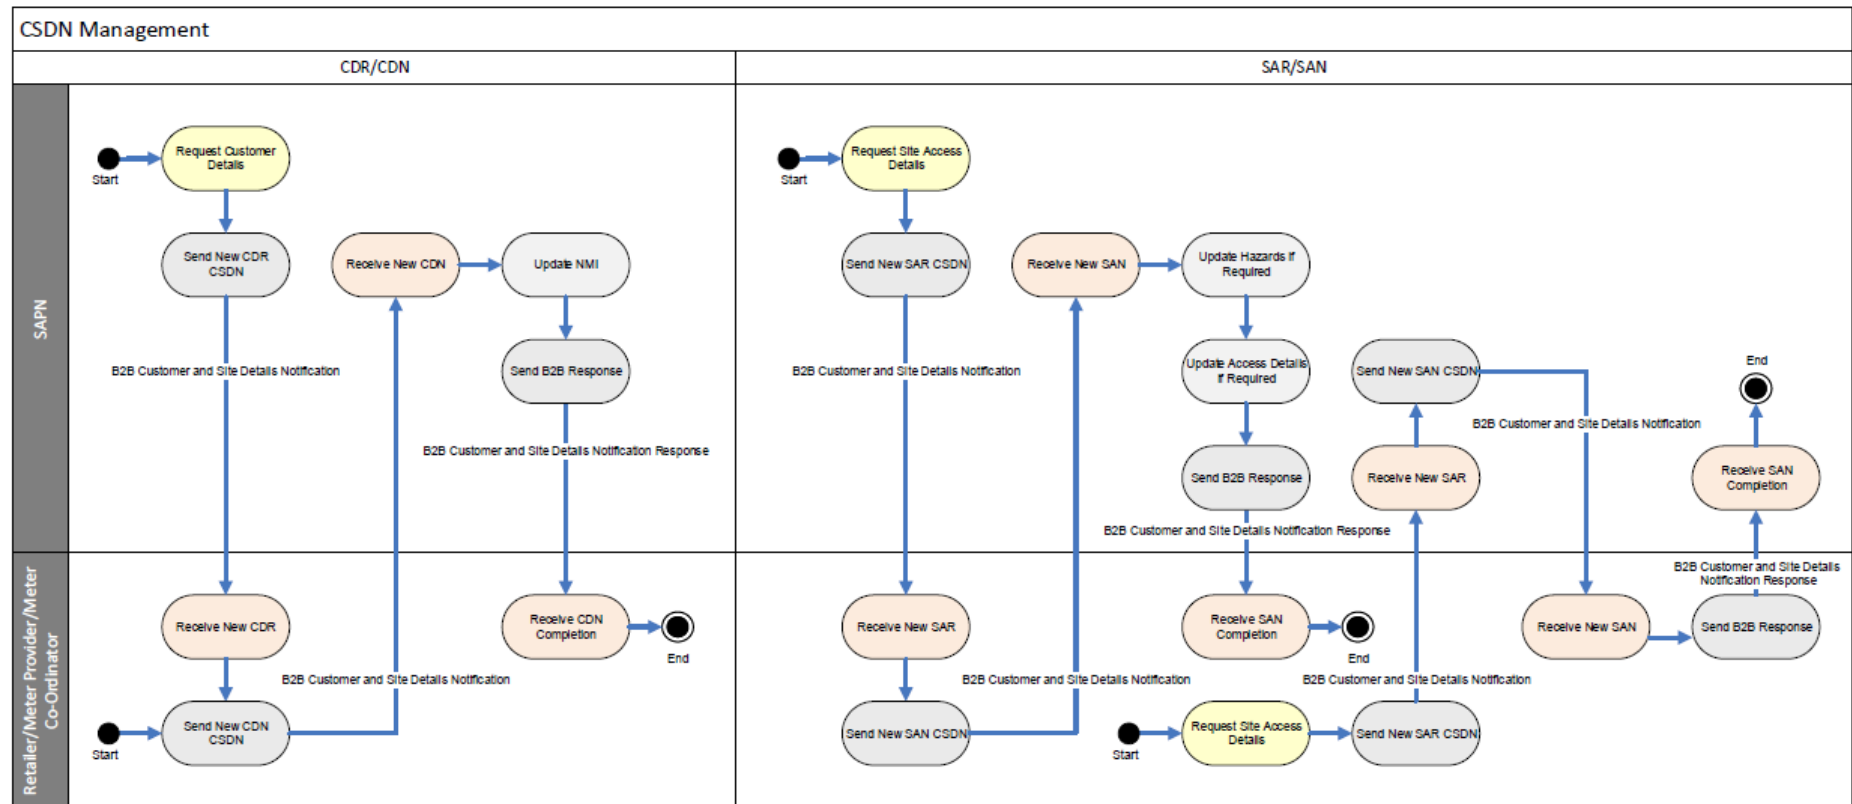 CSDN Management
CDR/CDN
SAR/SAN
SAPN
Retailer/Meter Provider/Meter
Co-Ordinator
Start
Request Customer
Details
Send New CDR
CSDN
Receive New CDN
Update NMI
Send B2B Response
B2B Customer and Site Details Notification
B2B Customer and Site Details Notification Response
Receive New CDR
Receive CDN
Completion
End
B2B Customer and Site Details Notification
Start
Send New CDN
CSDN
Start
Request Site Access
Details
Send New SAR CSDN
Receive New SAN
Update Hazards If
Required
B2B Customer and Site Details Notification
Update Access Details
If Required
Send New SAN CSDN
End
B2B Customer and Site Details Notification
Send B2B Response
Receive New SAR
Receive SAN
Completion
B2B Customer and Site Details Notification Response
B2B Customer and Site Details
Notification Response
Receive New SAR
Receive SAN
Completion
End
Receive New SAN
Send B2B Response
B2B Customer and Site Details Notification
B2B Customer and Site Details Notification
Send New SAN CSDN
Start
Request Site Access
Details
Send New SAR CSDN